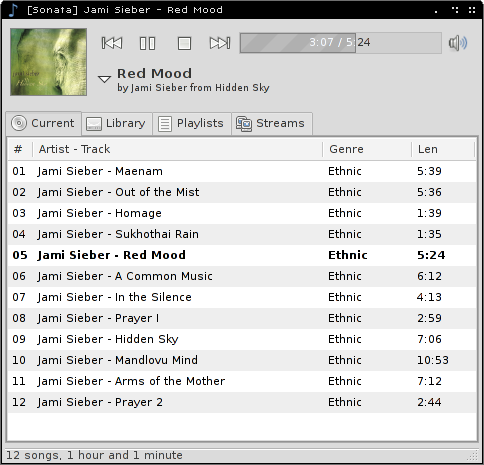 [Sonata] Jami Sieber - Red Mood
3:07 / 5:24
Red Mood
by Jami Sieber from Hidden Sky
Current Library Playlists Streams
# Artist - Track Genre Len
01 Jami Sieber - Maenam Ethnic 5:39
02 Jami Sieber - Out of the Mist Ethnic 5:36
03 Jami Sieber - Homage Ethnic 1:39
04 Jami Sieber - Sukhothai Rain Ethnic 1:35
05 Jami Sieber - Red Mood Ethnic 5:24
06 Jami Sieber - A Common Music Ethnic 6:12
07 Jami Sieber - In the Silence Ethnic 4:13
08 Jami Sieber - Prayer I Ethnic 2:59
09 Jami Sieber - Hidden Sky Ethnic 7:06
10 Jami Sieber - Mandlovu Mind Ethnic 10:53
11 Jami Sieber - Arms of the Mother Ethnic 7:12
12 Jami Sieber - Prayer 2 Ethnic 2:44
12 songs, 1 hour and 1 minute